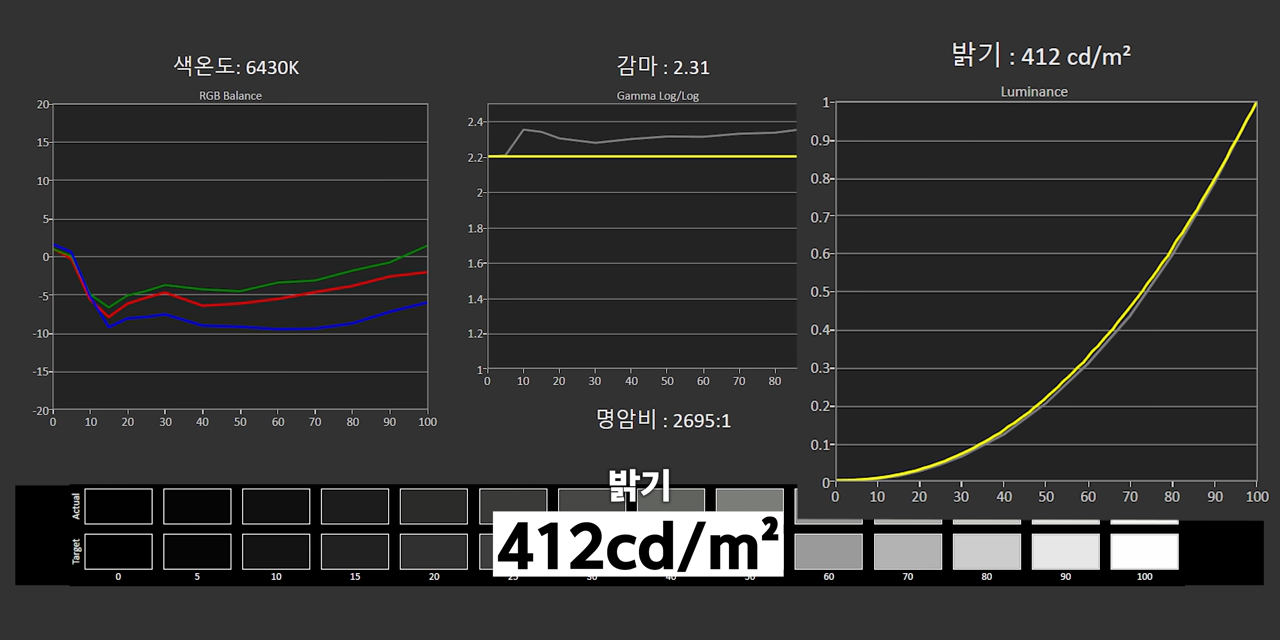 색온도: 6430K
RGB Balance
20
15
10
5
0
-5
-10
-15
-20
0 10 20 30 40 50 60 70 80 90 100
감마 : 2.31
Gamma Log/Log
2.4
2.2
2
1.8
1.6
1.4
1.2
1
0 10 20 30 40 50 60 70 80
명암비 : 2695:1
밝기 : 412 cd/m²
Luminance
1
0.9
0.8
0.7
0.6
0.5
0.4
0.3
0.2
0.1
0
0 10 20 30 40 50 60 70 80 90 100
밝기
412cd/m²
Actual
Target
0 5 10 15 20 25 30 40 50 60 70 80 90 100